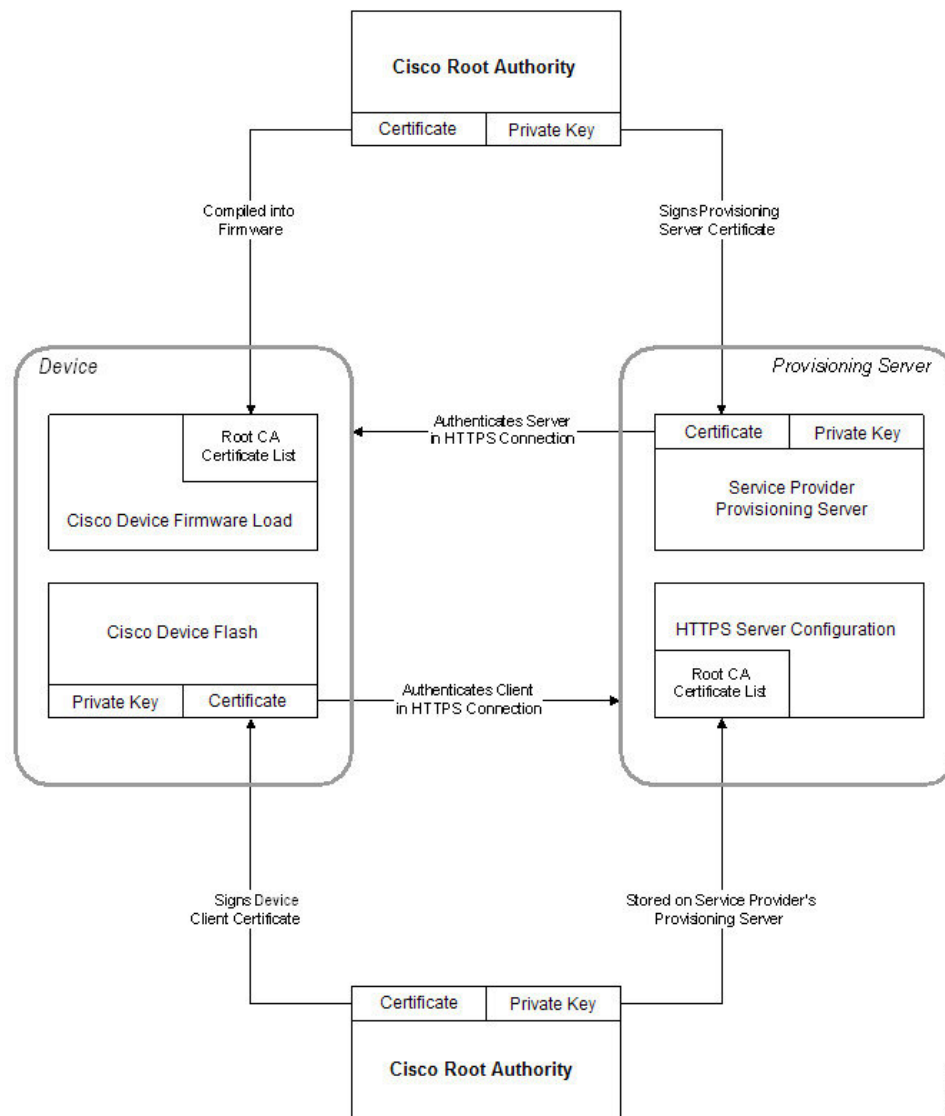 Cisco Root Authority
Certificate
Private Key
Compiled into
Firmware
Signs Provisioning
Server Certificate
Device
Provisioning Server
Root CA
Certificate List
Cisco Device Firmware Load
Authenticates Server
in HTTPS Connection
Certificate
Private Key
Service Provider
Provisioning Server
Cisco Device Flash
Private Key
Certificate
Authenticates Client
in HTTPS Connection
HTTPS Server Configuration
Root CA
Certificate List
Signs Device
Client Certificate
Stored on Service Provider's
Provisioning Server
Certificate
Private Key
Cisco Root Authority